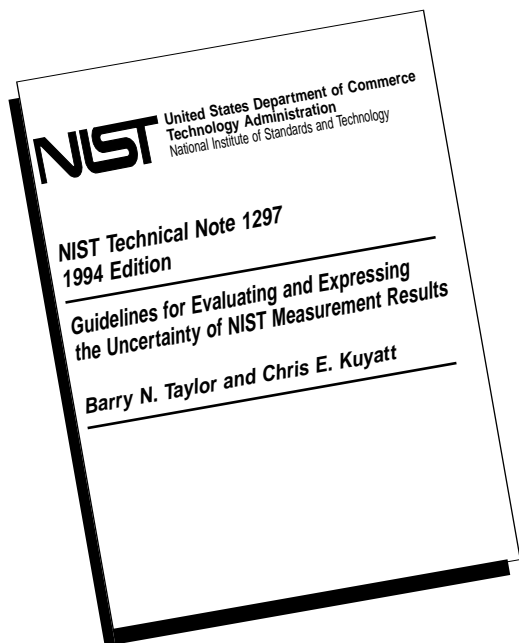 NIST
United States Department of Commerce
Technology Administration
National Institute of Standards and Technology
NIST Technical Note 1297
1994 Edition
Guidelines for Evaluating and Expressing
the Uncertainty of NIST Measurement Results
Barry N. Taylor and Chris E. Kuyatt